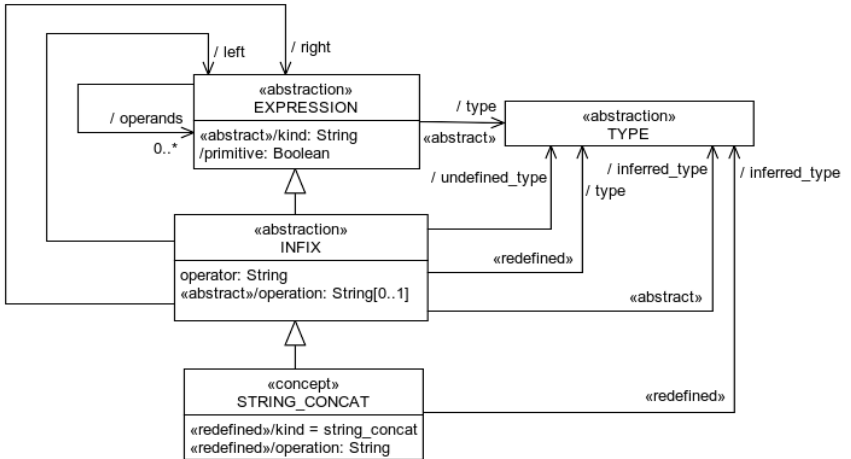 / left
/ right
«abstraction»
EXPRESSION
«abstract»/kind: String
/primitive: Boolean
/ operands
0..*
/ type
«abstract»
«abstraction»
TYPE
/ undefined_type
/ type
/ inferred_type
/ inferred_type
«abstraction»
INFIX
operator: String
«abstract»/operation: String[0..1]
«redefined»
«abstract»
«redefined»
«concept»
STRING_CONCAT
«redefined»/kind = string_concat
«redefined»/operation: String